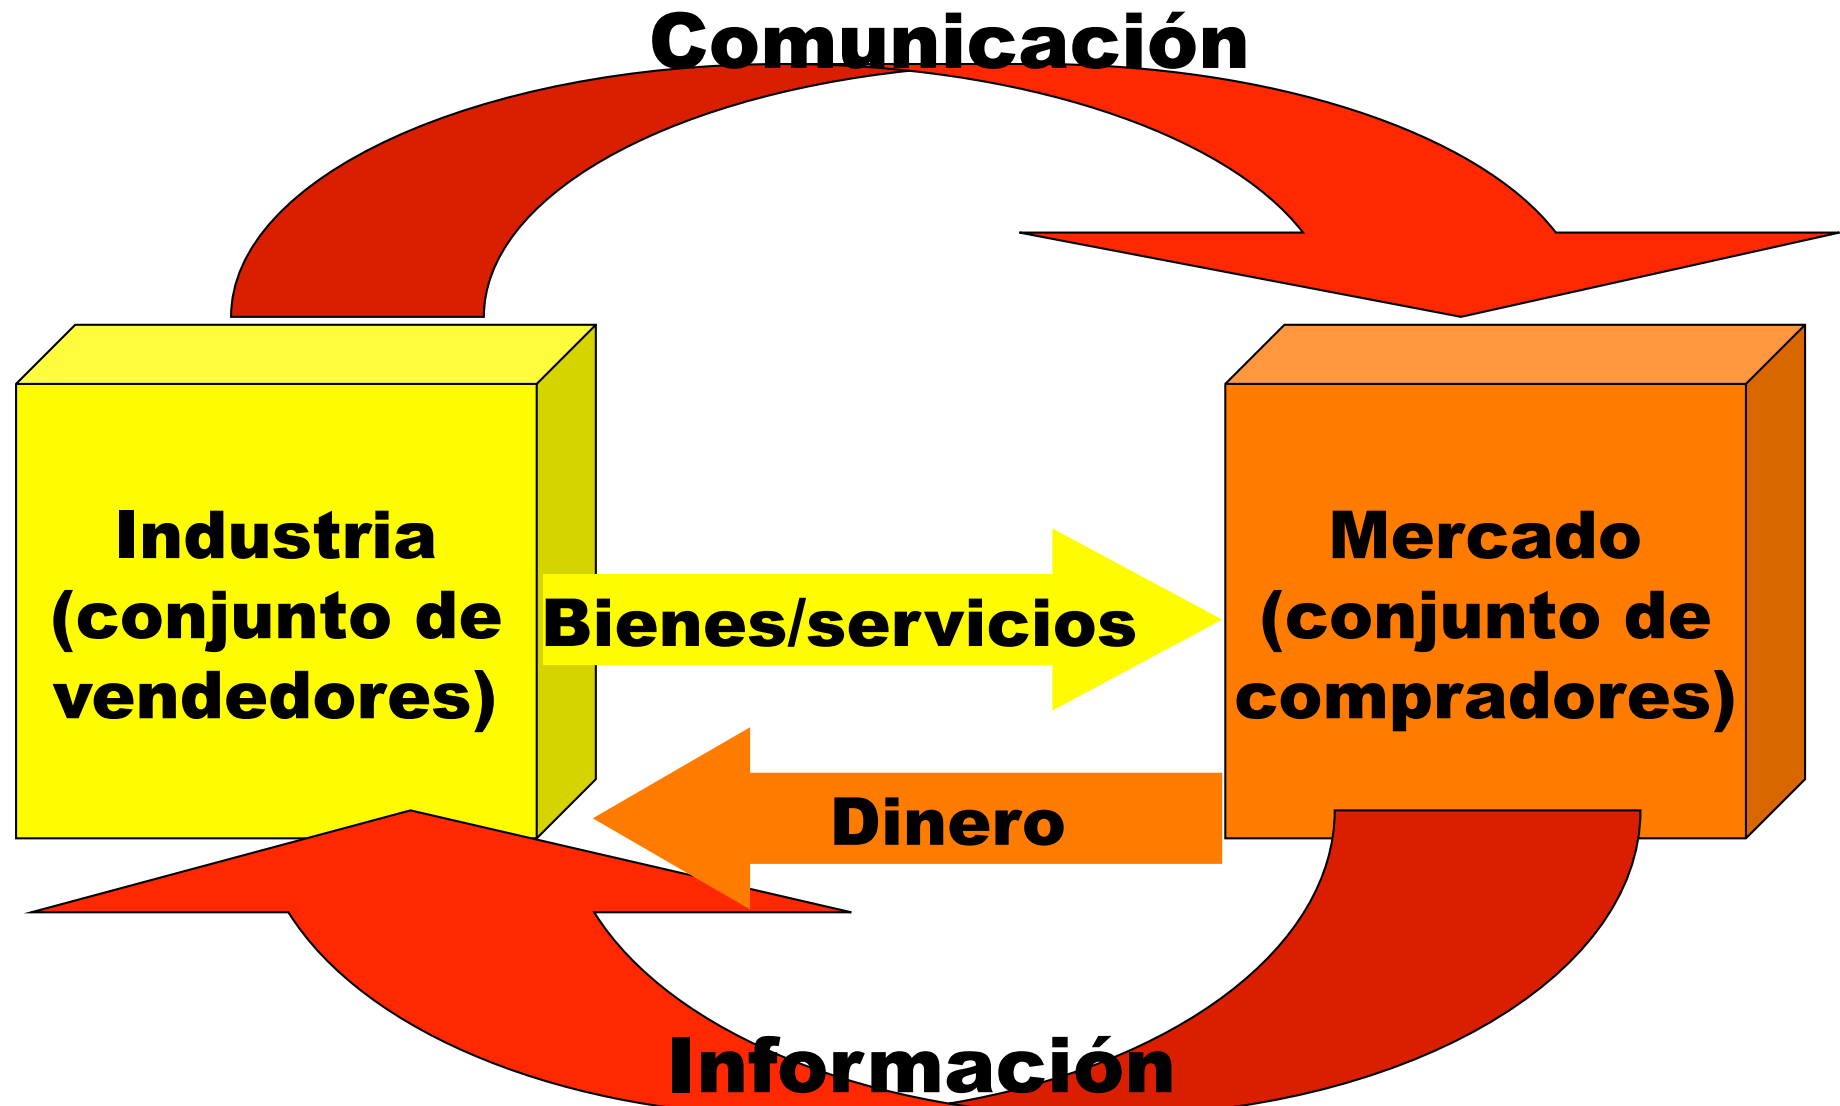 Comunicación
Industria
(conjunto de
vendedores)
Bienes/servicios
Mercado
(conjunto de
compradores)
Dinero
Información